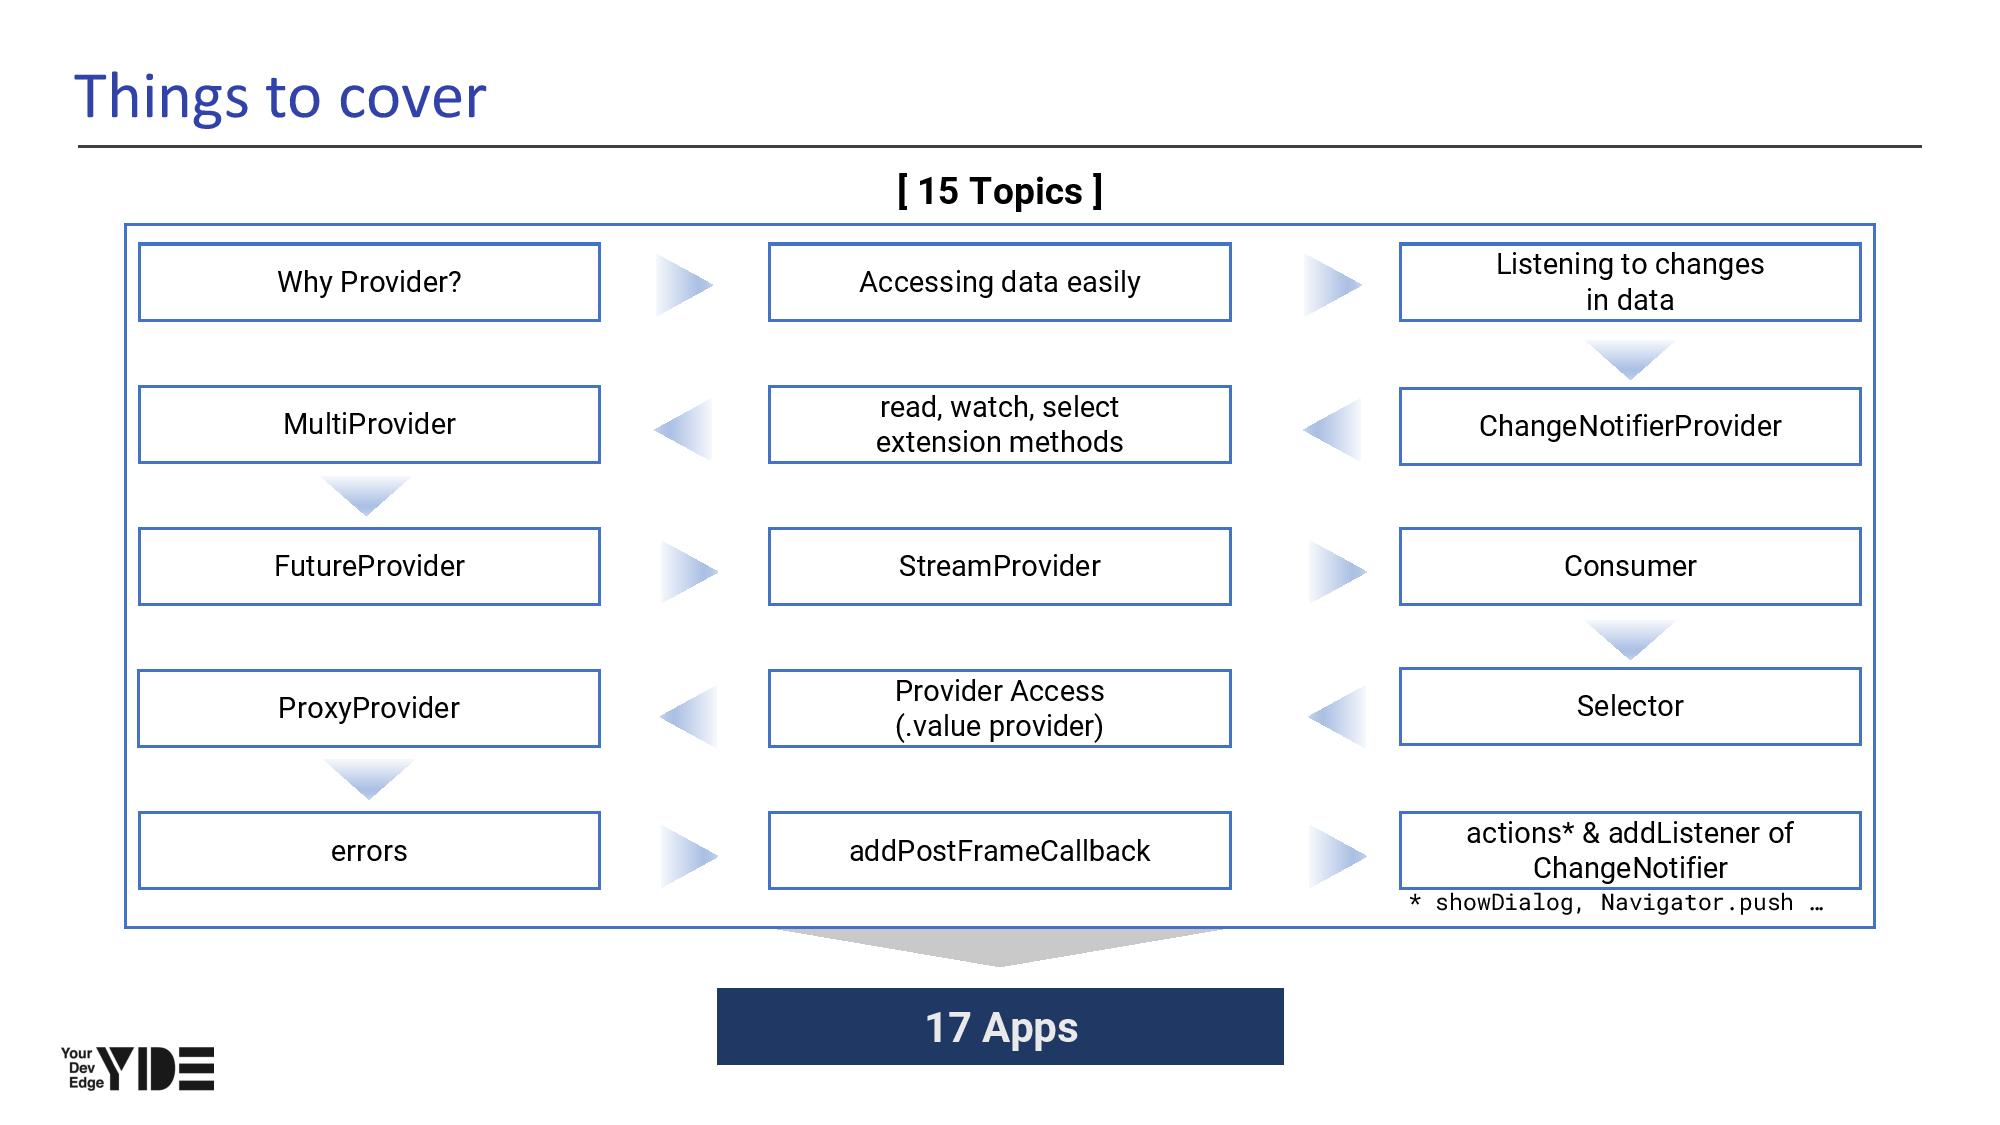 Things to cover
[ 15 Topics ]
Why Provider?
Accessing data easily
Listening to changes
in data
ChangeNotifierProvider
read, watch, select
extension methods
MultiProvider
FutureProvider
StreamProvider
Consumer
Selector
Provider Access
(.value provider)
ProxyProvider
errors
addPostFrameCallback
actions* & addListener of
ChangeNotifier
* showDialog, Navigator.push …
17 Apps
Your
Dev
Edge
YDE